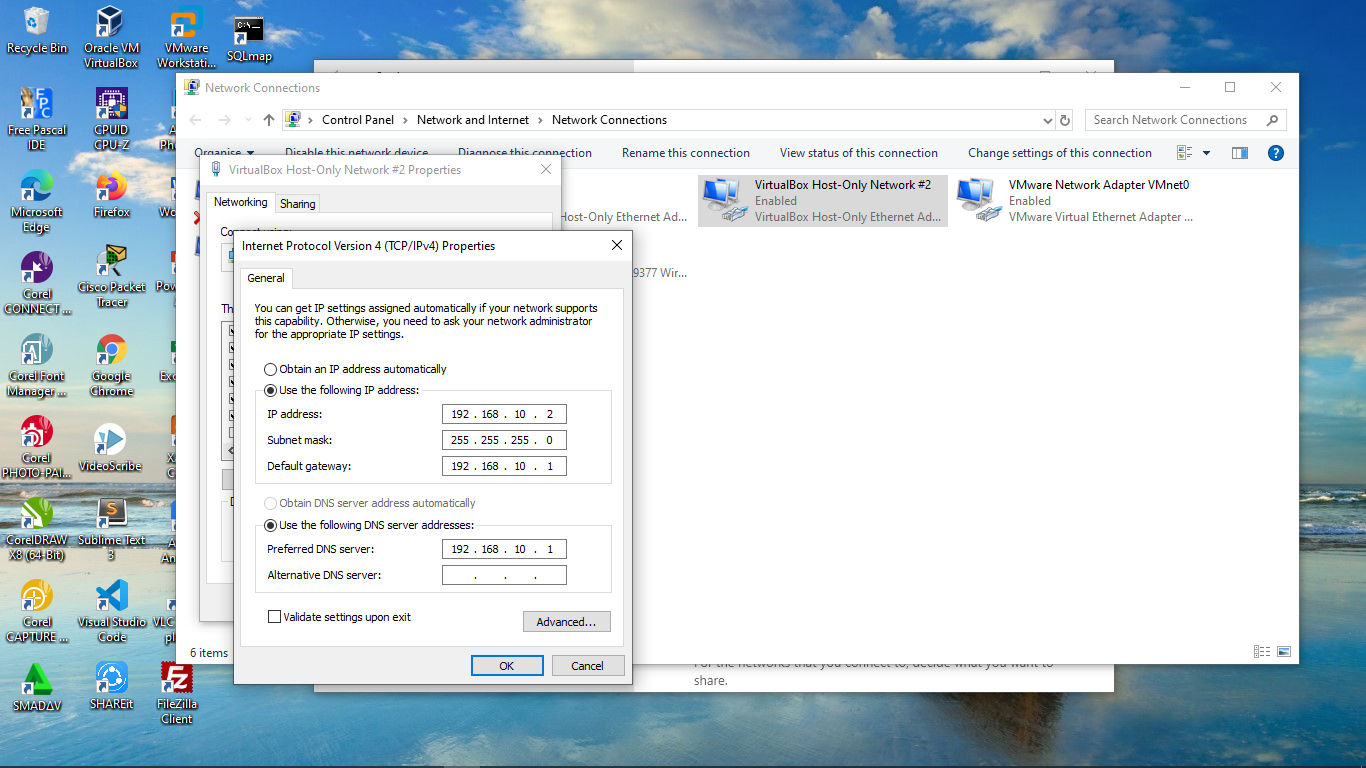 Recycle Bin
Oracle VM
VirtualBox
VMware
Workstati...
SQLmap
Free Pascal
IDE
CPUID
CPU-Z
Microsoft
Edge
Firefox
Corel
CONNECT ...
Cisco Packet
Tracer
Corel Font
Manager ...
Google
Chrome
Corel
PHOTO-PAI...
VideoScribe
CorelDRAW
X8 (64-Bit)
Sublime Text
3
Corel
CAPTURE ...
Visual Studio
Code
VLC
SMADΔV
SHAREit
FileZilla
Client
Network Connections
Control Panel > Network and Internet > Network Connections
Search Network Connections
Organise
Disable this network device
Diagnose this connection
Rename this connection
View status of this connection
Change settings of this connection
Host-Only Ethernet Ad...
VirtualBox Host-Only Network #2
Enabled
VirtualBox Host-Only Ethernet Ad...
VMware Network Adapter VMnet0
Enabled
VMware Virtual Ethernet Adapter ...
9377 Wir...
6 items
VirtualBox Host-Only Network #2 Properties
Networking
Sharing
Connect using:
Internet Protocol Version 4 (TCP/IPv4) Properties
General
You can get IP settings assigned automatically if your network supports
this capability. Otherwise, you need to ask your network administrator
for the appropriate IP settings.
Obtain an IP address automatically
Use the following IP address:
IP address: 192 . 168 . 10 . 2
Subnet mask: 255 . 255 . 255 . 0
Default gateway: 192 . 168 . 10 . 1
Obtain DNS server address automatically
Use the following DNS server addresses:
Preferred DNS server: 192 . 168 . 10 . 1
Alternative DNS server: . . .
Validate settings upon exit
Advanced...
OK
Cancel
For the networks that you connect to, decide what you want to
share.